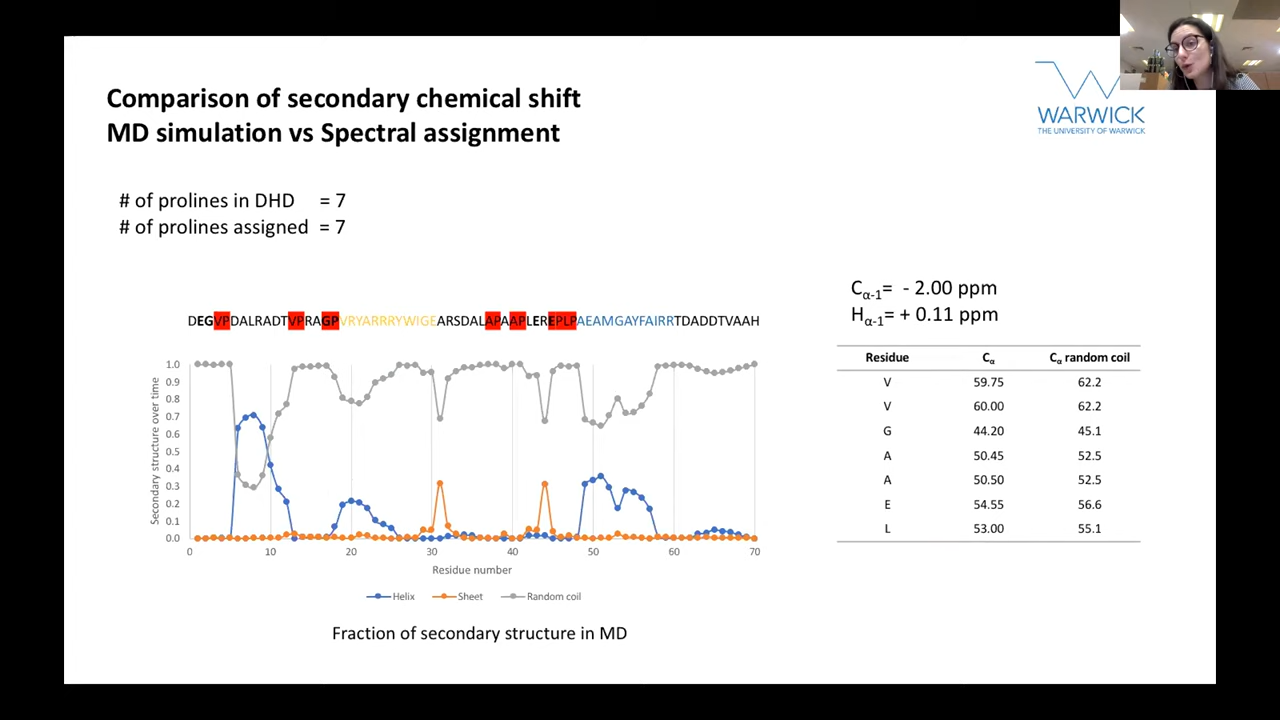 Comparison of secondary chemical shift
MD simulation vs Spectral assignment
WARWICK
THE UNIVERSITY OF WARWICK
# of prolines in DHD = 7
# of prolines assigned = 7
DEGVPDALRADTVPRAGPVRYARRRYWIGEARSDALAPAAPLEREPLPAEAMGAYFAIRRTDADDTVAAH
Cα-1= - 2.00 ppm
Hα-1= + 0.11 ppm
Residue Cα Cα random coil
V 59.75 62.2
V 60.00 62.2
G 44.20 45.1
A 50.45 52.5
A 50.50 52.5
E 54.55 56.6
L 53.00 55.1
Secondary structure over time
1.0
0.9
0.8
0.7
0.6
0.5
0.4
0.3
0.2
0.1
0.0
0 10 20 30 40 50 60 70
Residue number
Helix Sheet Random coil
Fraction of secondary structure in MD